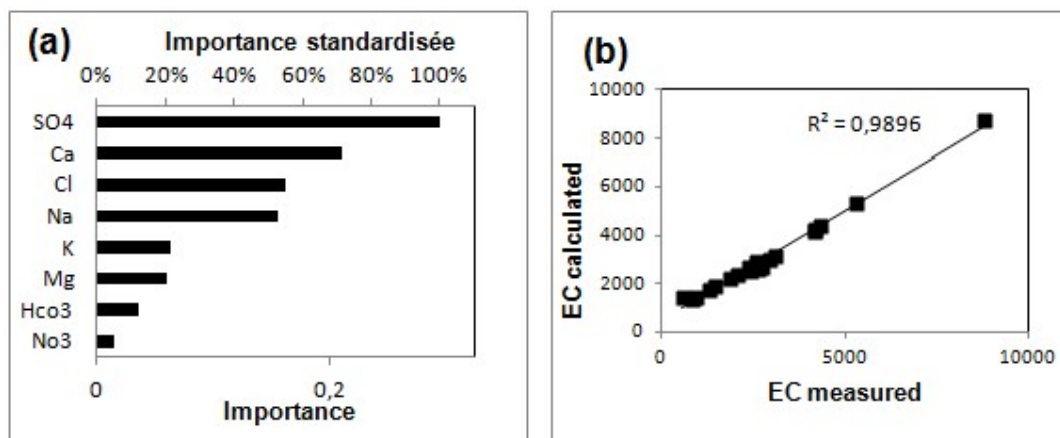 (a)
Importance standardisée
0% 20% 40% 60% 80% 100%
SO4
Ca
Cl
Na
K
Mg
Hco3
No3
0 0,2
Importance
(b)
10000
8000
6000
4000
2000
0
EC calculated
R² = 0,9896
0 5000 10000
EC measured